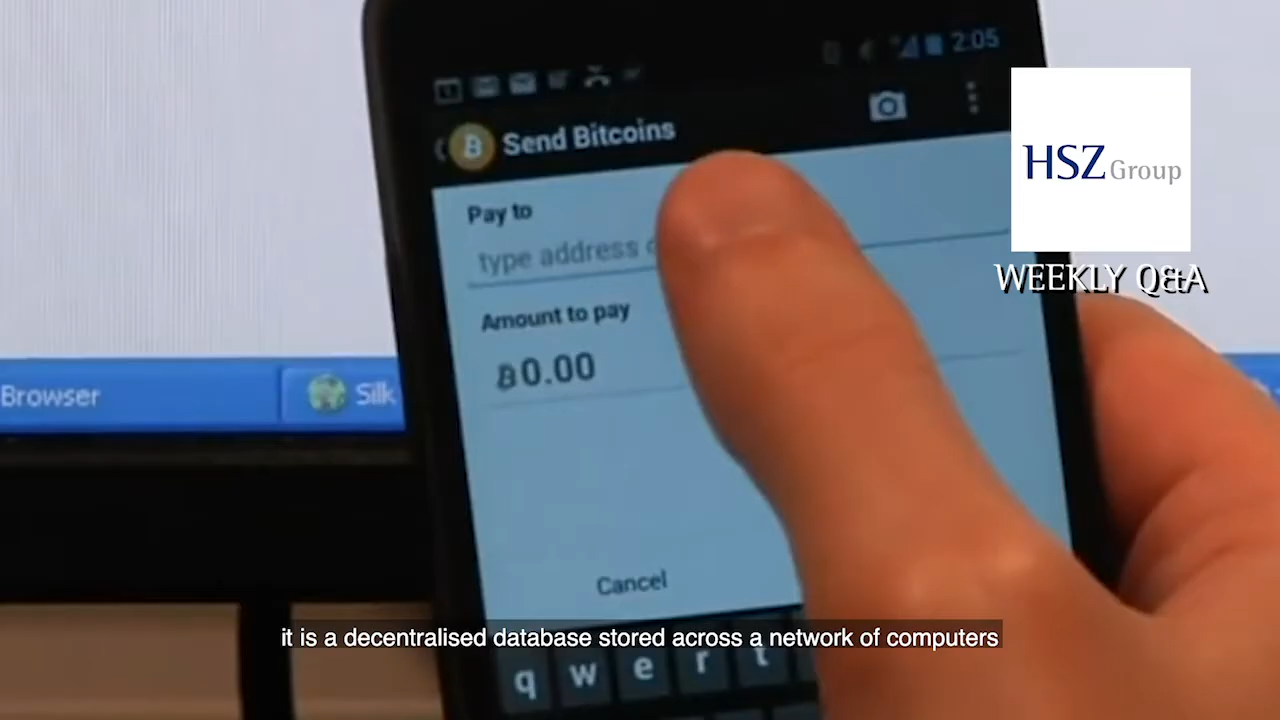 2:05
Send Bitcoins
Pay to
type address
Amount to pay
฿0.00
Cancel
q w e r t
Browser
Silk
HSZ Group
WEEKLY Q&A
it is a decentralised database stored across a network of computers